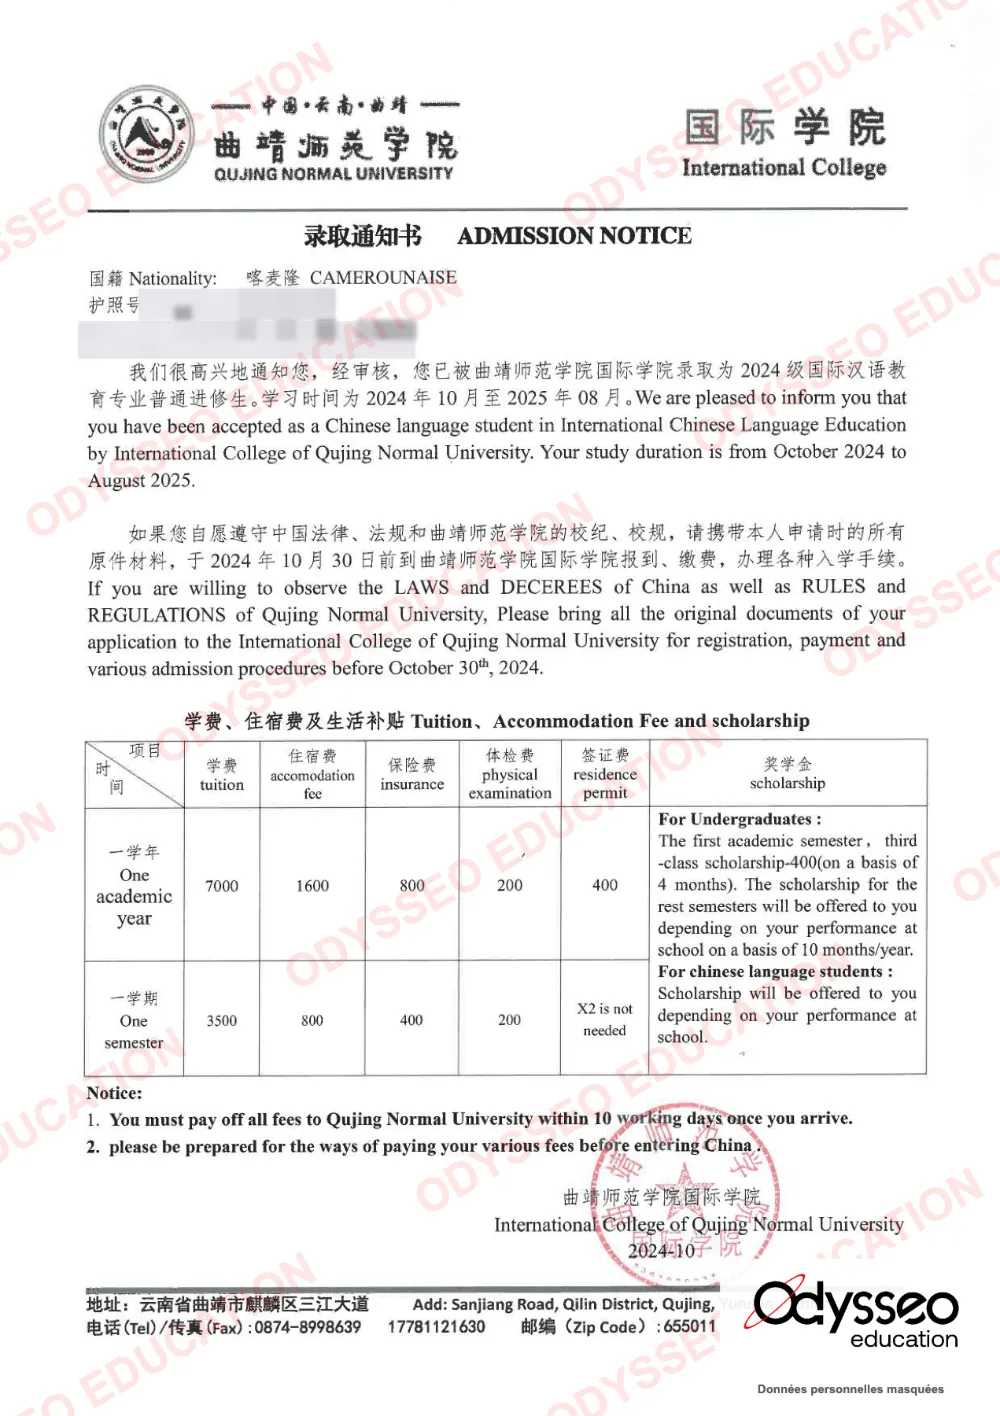 中国·云南·曲靖
曲靖师范学院
QUJING NORMAL UNIVERSITY
国际学院
International College
录取通知书 ADMISSION NOTICE
国籍 Nationality: 喀麦隆 CAMEROUNAISE
护照号
我们很高兴地通知您，经审核，您已被曲靖师范学院国际学院录取为 2024 级国际汉语教
育专业普通进修生。学习时间为 2024 年 10 月至 2025 年 08 月。We are pleased to inform you that
you have been accepted as a Chinese language student in International Chinese Language Education
by International College of Qujing Normal University. Your study duration is from October 2024 to
August 2025.
如果您自愿遵守中国法律、法规和曲靖师范学院的校纪、校规，请携带本人申请时的所有
原件材料，于 2024 年 10 月 30 日前到曲靖师范学院国际学院报到、缴费，办理各种入学手续。
If you are willing to observe the LAWS and DECEREES of China as well as RULES and
REGULATIONS of Qujing Normal University, Please bring all the original documents of your
application to the International College of Qujing Normal University for registration, payment and
various admission procedures before October 30th, 2024.
学费、住宿费及生活补贴 Tuition、Accommodation Fee and scholarship
项目
时
间
学费
tuition
住宿费
accomodation
fee
保险费
insurance
体检费
physical
examination
签证费
residence
permit
奖学金
scholarship
一学年
One
academic
year
7000
1600
800
200
400
For Undergraduates :
The first academic semester, third
-class scholarship-400(on a basis of
4 months). The scholarship for the
rest semesters will be offered to you
depending on your performance at
school on a basis of 10 months/year.
For chinese language students :
Scholarship will be offered to you
depending on your performance at
school.
一学期
One
semester
3500
800
400
200
X2 is not
needed
Notice:
1. You must pay off all fees to Qujing Normal University within 10 working days once you arrive.
2. please be prepared for the ways of paying your various fees before entering China .
曲靖师范学院国际学院
International College of Qujing Normal University
2024-10
曲靖师范学院
国际学院
地址：云南省曲靖市麒麟区三江大道 Add: Sanjiang Road, Qilin District, Qujing,
电话(Tel)/传真(Fax):0874-8998639 17781121630 邮编（Zip Code）:655011
Odysseo
education
Données personnelles masquées
ODYSSEO EDUCATION